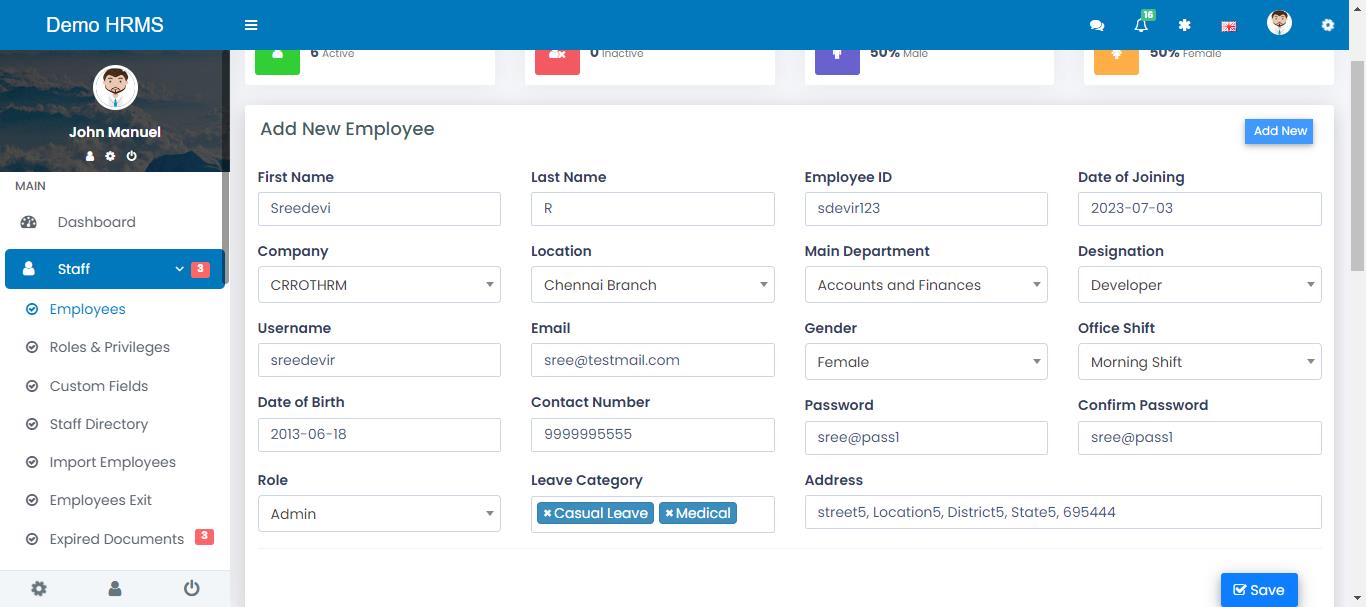 Demo HRMS
16
John Manuel
MAIN
Dashboard
Staff 3
Employees
Roles & Privileges
Custom Fields
Staff Directory
Import Employees
Employees Exit
Expired Documents 3
6 Active
0 Inactive
50% Male
50% Female
Add New Employee
Add New
First Name Last Name Employee ID Date of Joining
Sreedevi R sdevir123 2023-07-03
Company Location Main Department Designation
CRROTHRM Chennai Branch Accounts and Finances Developer
Username Email Gender Office Shift
sreedevir sree@testmail.com Female Morning Shift
Date of Birth Contact Number Password Confirm Password
2013-06-18 9999995555 sree@pass1 sree@pass1
Role Leave Category Address
Admin ×Casual Leave ×Medical street5, Location5, District5, State5, 695444
Save